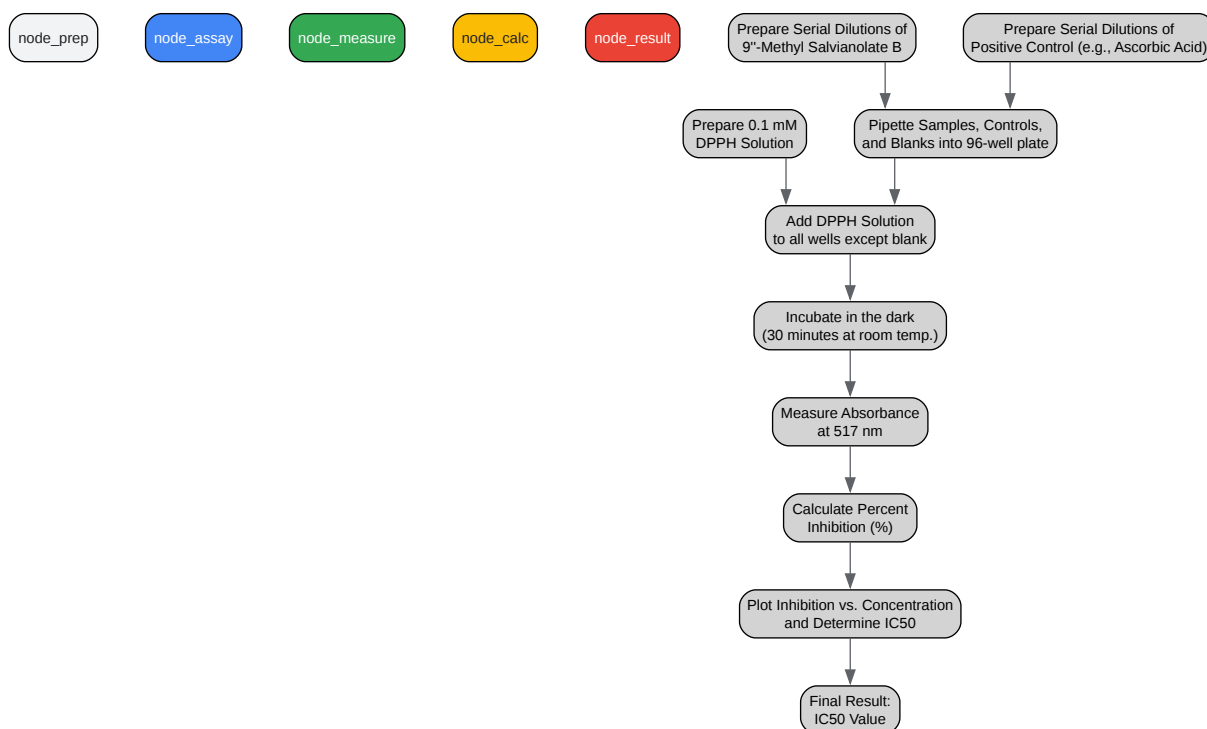 node_prep
node_assay
node_measure
node_calc
node_result
Prepare Serial Dilutions of
9''-Methyl Salvianolate B
Prepare Serial Dilutions of
Positive Control (e.g., Ascorbic Acid)
Prepare 0.1 mM
DPPH Solution
Pipette Samples, Controls,
and Blanks into 96-well plate
Add DPPH Solution
to all wells except blank
Incubate in the dark
(30 minutes at room temp.)
Measure Absorbance
at 517 nm
Calculate Percent
Inhibition (%)
Plot Inhibition vs. Concentration
and Determine IC50
Final Result:
IC50 Value